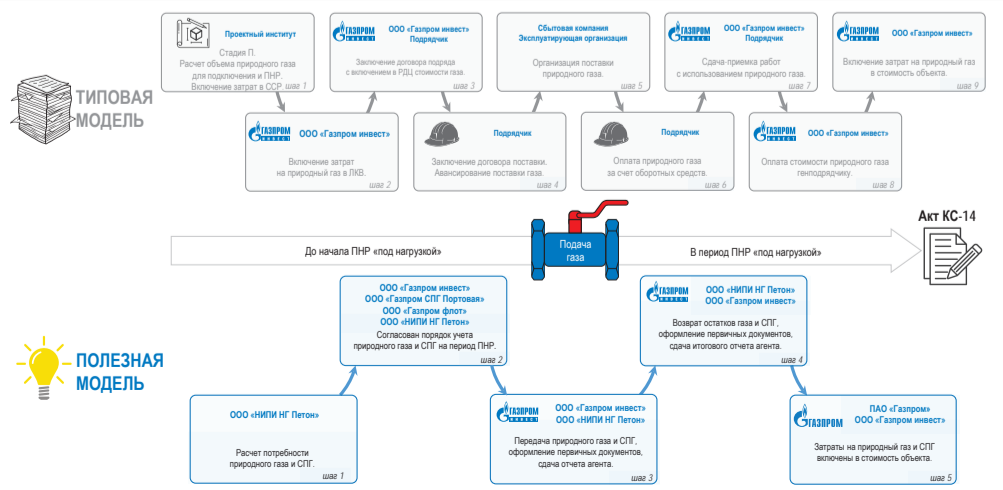 Проектный институт
Стадия П.
Расчет объема природного газа
для подключения и ПНР.
Включение затрат в ССР.
шаг 1
ГАЗПРОМ
ИНВЕСТ
ООО «Газпром инвест»
Подрядчик
Заключение договора подряда
с включением в РДЦ стоимости газа.
шаг 3
Сбытовая компания
Эксплуатирующая организация
Организация поставки
природного газа.
шаг 5
ГАЗПРОМ
ИНВЕСТ
ООО «Газпром инвест»
Подрядчик
Сдача-приемка работ
с использованием природного газа.
шаг 7
ГАЗПРОМ
ИНВЕСТ
ООО «Газпром инвест»
Включение затрат на природный газ
в стоимость объекта.
шаг 9
ТИПОВАЯ
МОДЕЛЬ
ГАЗПРОМ
ИНВЕСТ
ООО «Газпром инвест»
Включение затрат
на природный газ в ЛКВ.
шаг 2
Подрядчик
Заключение договора поставки.
Авансирование поставки газа.
шаг 4
Подрядчик
Оплата природного газа
за счет оборотных средств.
шаг 6
ГАЗПРОМ
ИНВЕСТ
ООО «Газпром инвест»
Оплата стоимости природного газа
генподрядчику.
шаг 8
До начала ПНР «под нагрузкой»
Подача
газа
В период ПНР «под нагрузкой»
Акт КС-14
ПОЛЕЗНАЯ
МОДЕЛЬ
ООО «Газпром инвест»
ООО «Газпром СПГ Портовая»
ООО «Газпром флот»
ООО «НИПИ НГ Петон»
Согласован порядок учета
природного газа и СПГ на период ПНР.
шаг 2
ГАЗПРОМ
ИНВЕСТ
ООО «НИПИ НГ Петон»
ООО «Газпром инвест»
Возврат остатков газа и СПГ,
оформление первичных документов,
сдача итогового отчета агента.
шаг 4
ООО «НИПИ НГ Петон»
Расчет потребности
природного газа и СПГ.
шаг 1
ГАЗПРОМ
ИНВЕСТ
ООО «Газпром инвест»
ООО «НИПИ НГ Петон»
Передача природного газа и СПГ,
оформление первичных документов,
сдача отчета агента.
шаг 3
ГАЗПРОМ
ПАО «Газпром»
ООО «Газпром инвест»
Затраты на природный газ и СПГ
включены в стоимость объекта.
шаг 5